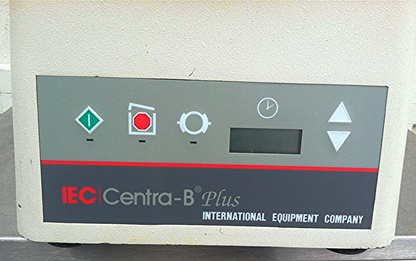 IEC Centra-B® Plus
INTERNATIONAL EQUIPMENT COMPANY